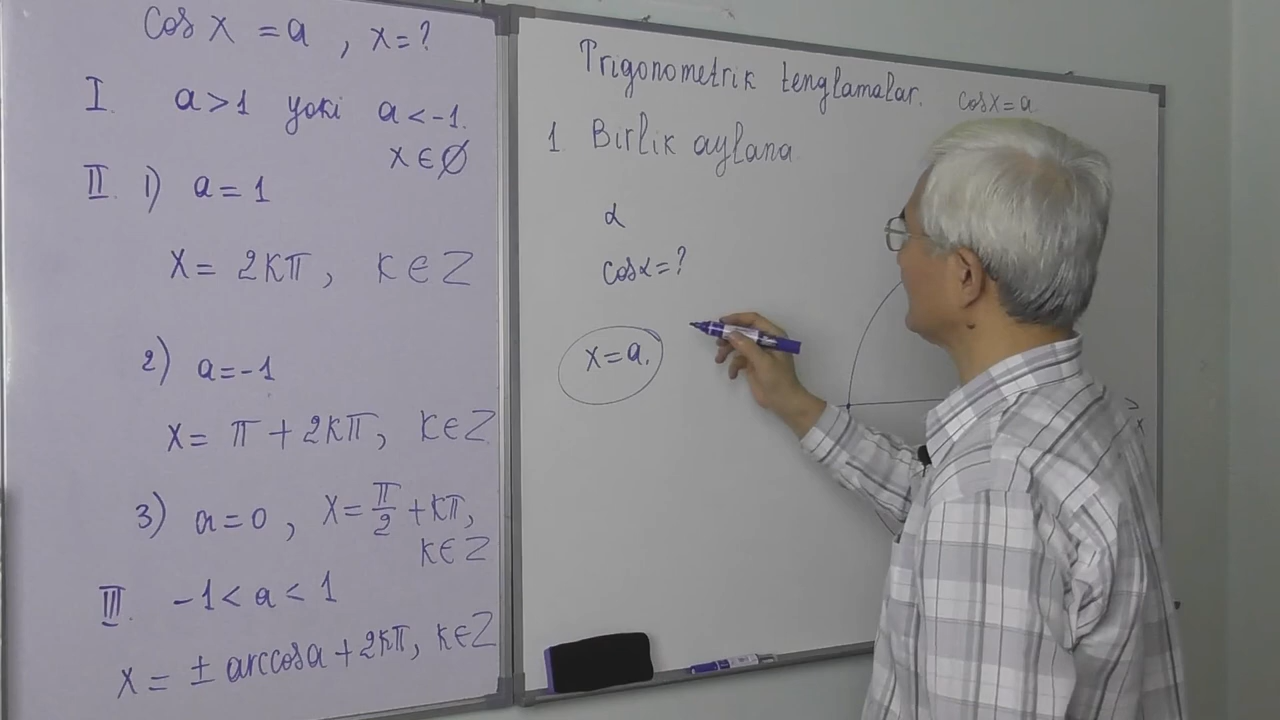 cos x = a , x = ?
I. a > 1 yoki a < -1.
x ∈ ∅
II. 1) a = 1
x = 2kπ , k ∈ Z
2) a = -1
x = π + 2kπ, k ∈ Z
3) a = 0 , x = π/2 + kπ,
k ∈ Z
III. -1 < a < 1
x = ± arccos a + 2kπ, k ∈ Z
Trigonometrik tenglamalar. cos x = a
1. Birlik aylana
α
cos α = ?
x = a.
x